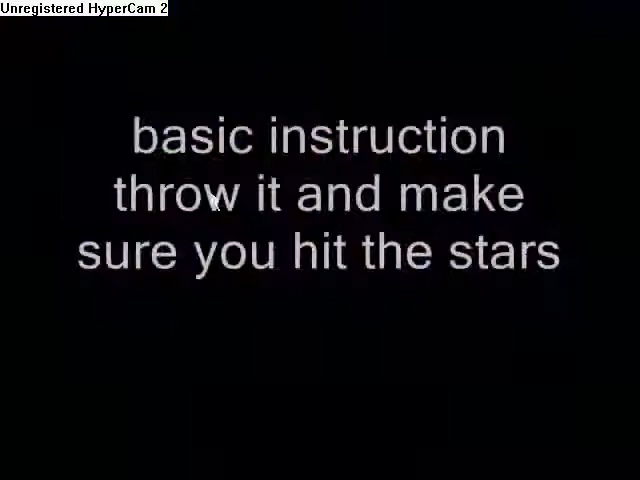 Unregistered HyperCam 2
basic instruction
throw it and make
sure you hit the stars